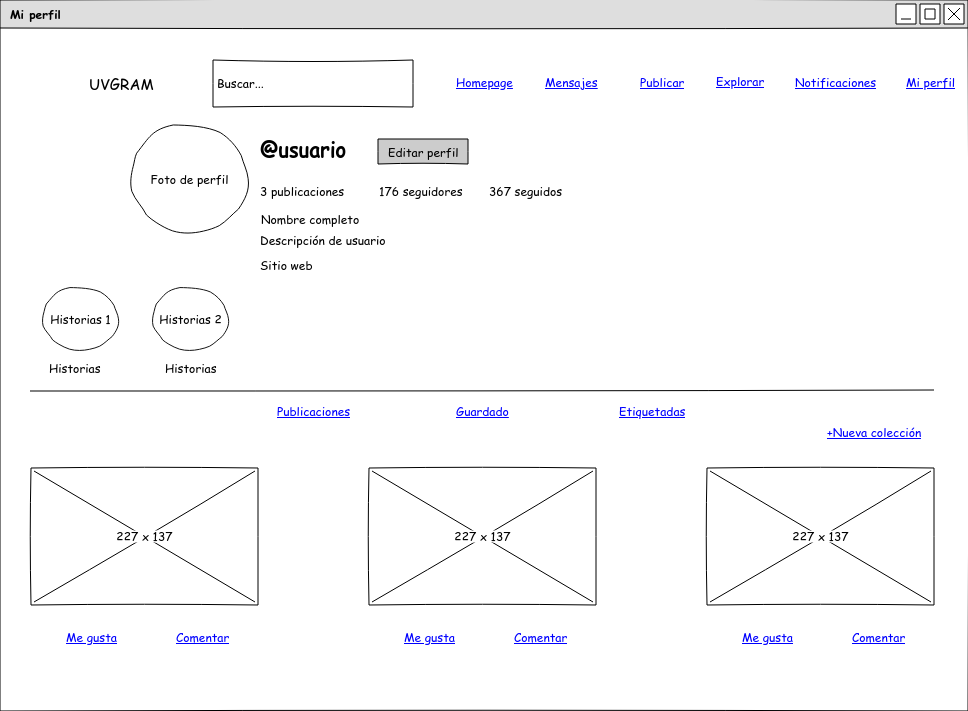 Mi perfil
UVGRAM
Buscar...
Homepage
Mensajes
Publicar
Explorar
Notificaciones
Mi perfil
Foto de perfil
@usuario
Editar perfil
3 publicaciones
176 seguidores
367 seguidos
Nombre completo
Descripción de usuario
Sitio web
Historias 1
Historias 2
Historias
Historias
Publicaciones
Guardado
Etiquetadas
+Nueva colección
227 x 137
227 x 137
227 x 137
Me gusta
Comentar
Me gusta
Comentar
Me gusta
Comentar